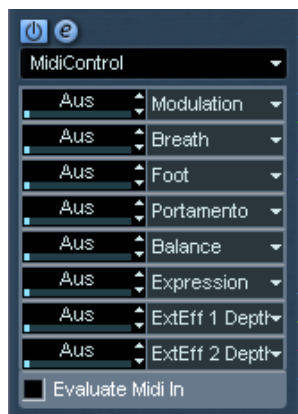 e
MidiControl
Aus Modulation
Aus Breath
Aus Foot
Aus Portamento
Aus Balance
Aus Expression
Aus ExtEff 1 Depth
Aus ExtEff 2 Depth
Evaluate Midi In